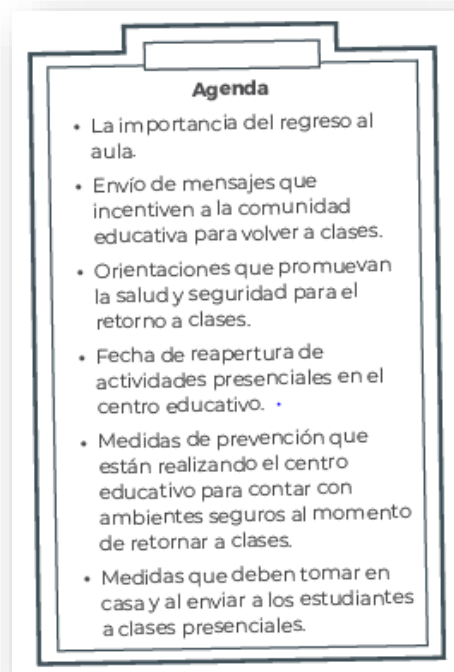 Agenda
• La importancia del regreso al
aula.
• Envío de mensajes que
incentiven a la comunidad
educativa para volver a clases.
• Orientaciones que promuevan
la salud y seguridad para el
retorno a clases.
• Fecha de reapertura de
actividades presenciales en el
centro educativo.
• Medidas de prevención que
están realizando el centro
educativo para contar con
ambientes seguros al momento
de retornar a clases.
• Medidas que deben tomar en
casa y al enviar a los estudiantes
a clases presenciales.